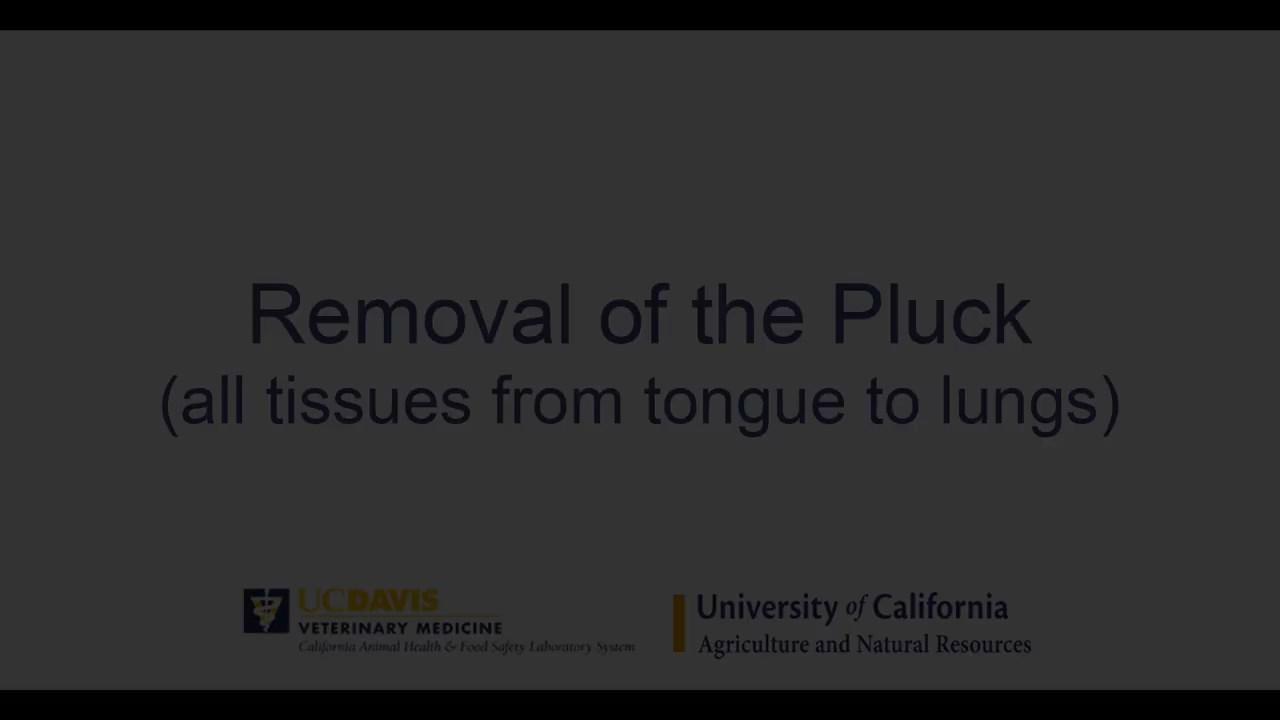 Removal of the Pluck
(all tissues from tongue to lungs)
UCDAVIS
VETERINARY MEDICINE
California Animal Health & Food Safety Laboratory System
University of California
Agriculture and Natural Resources